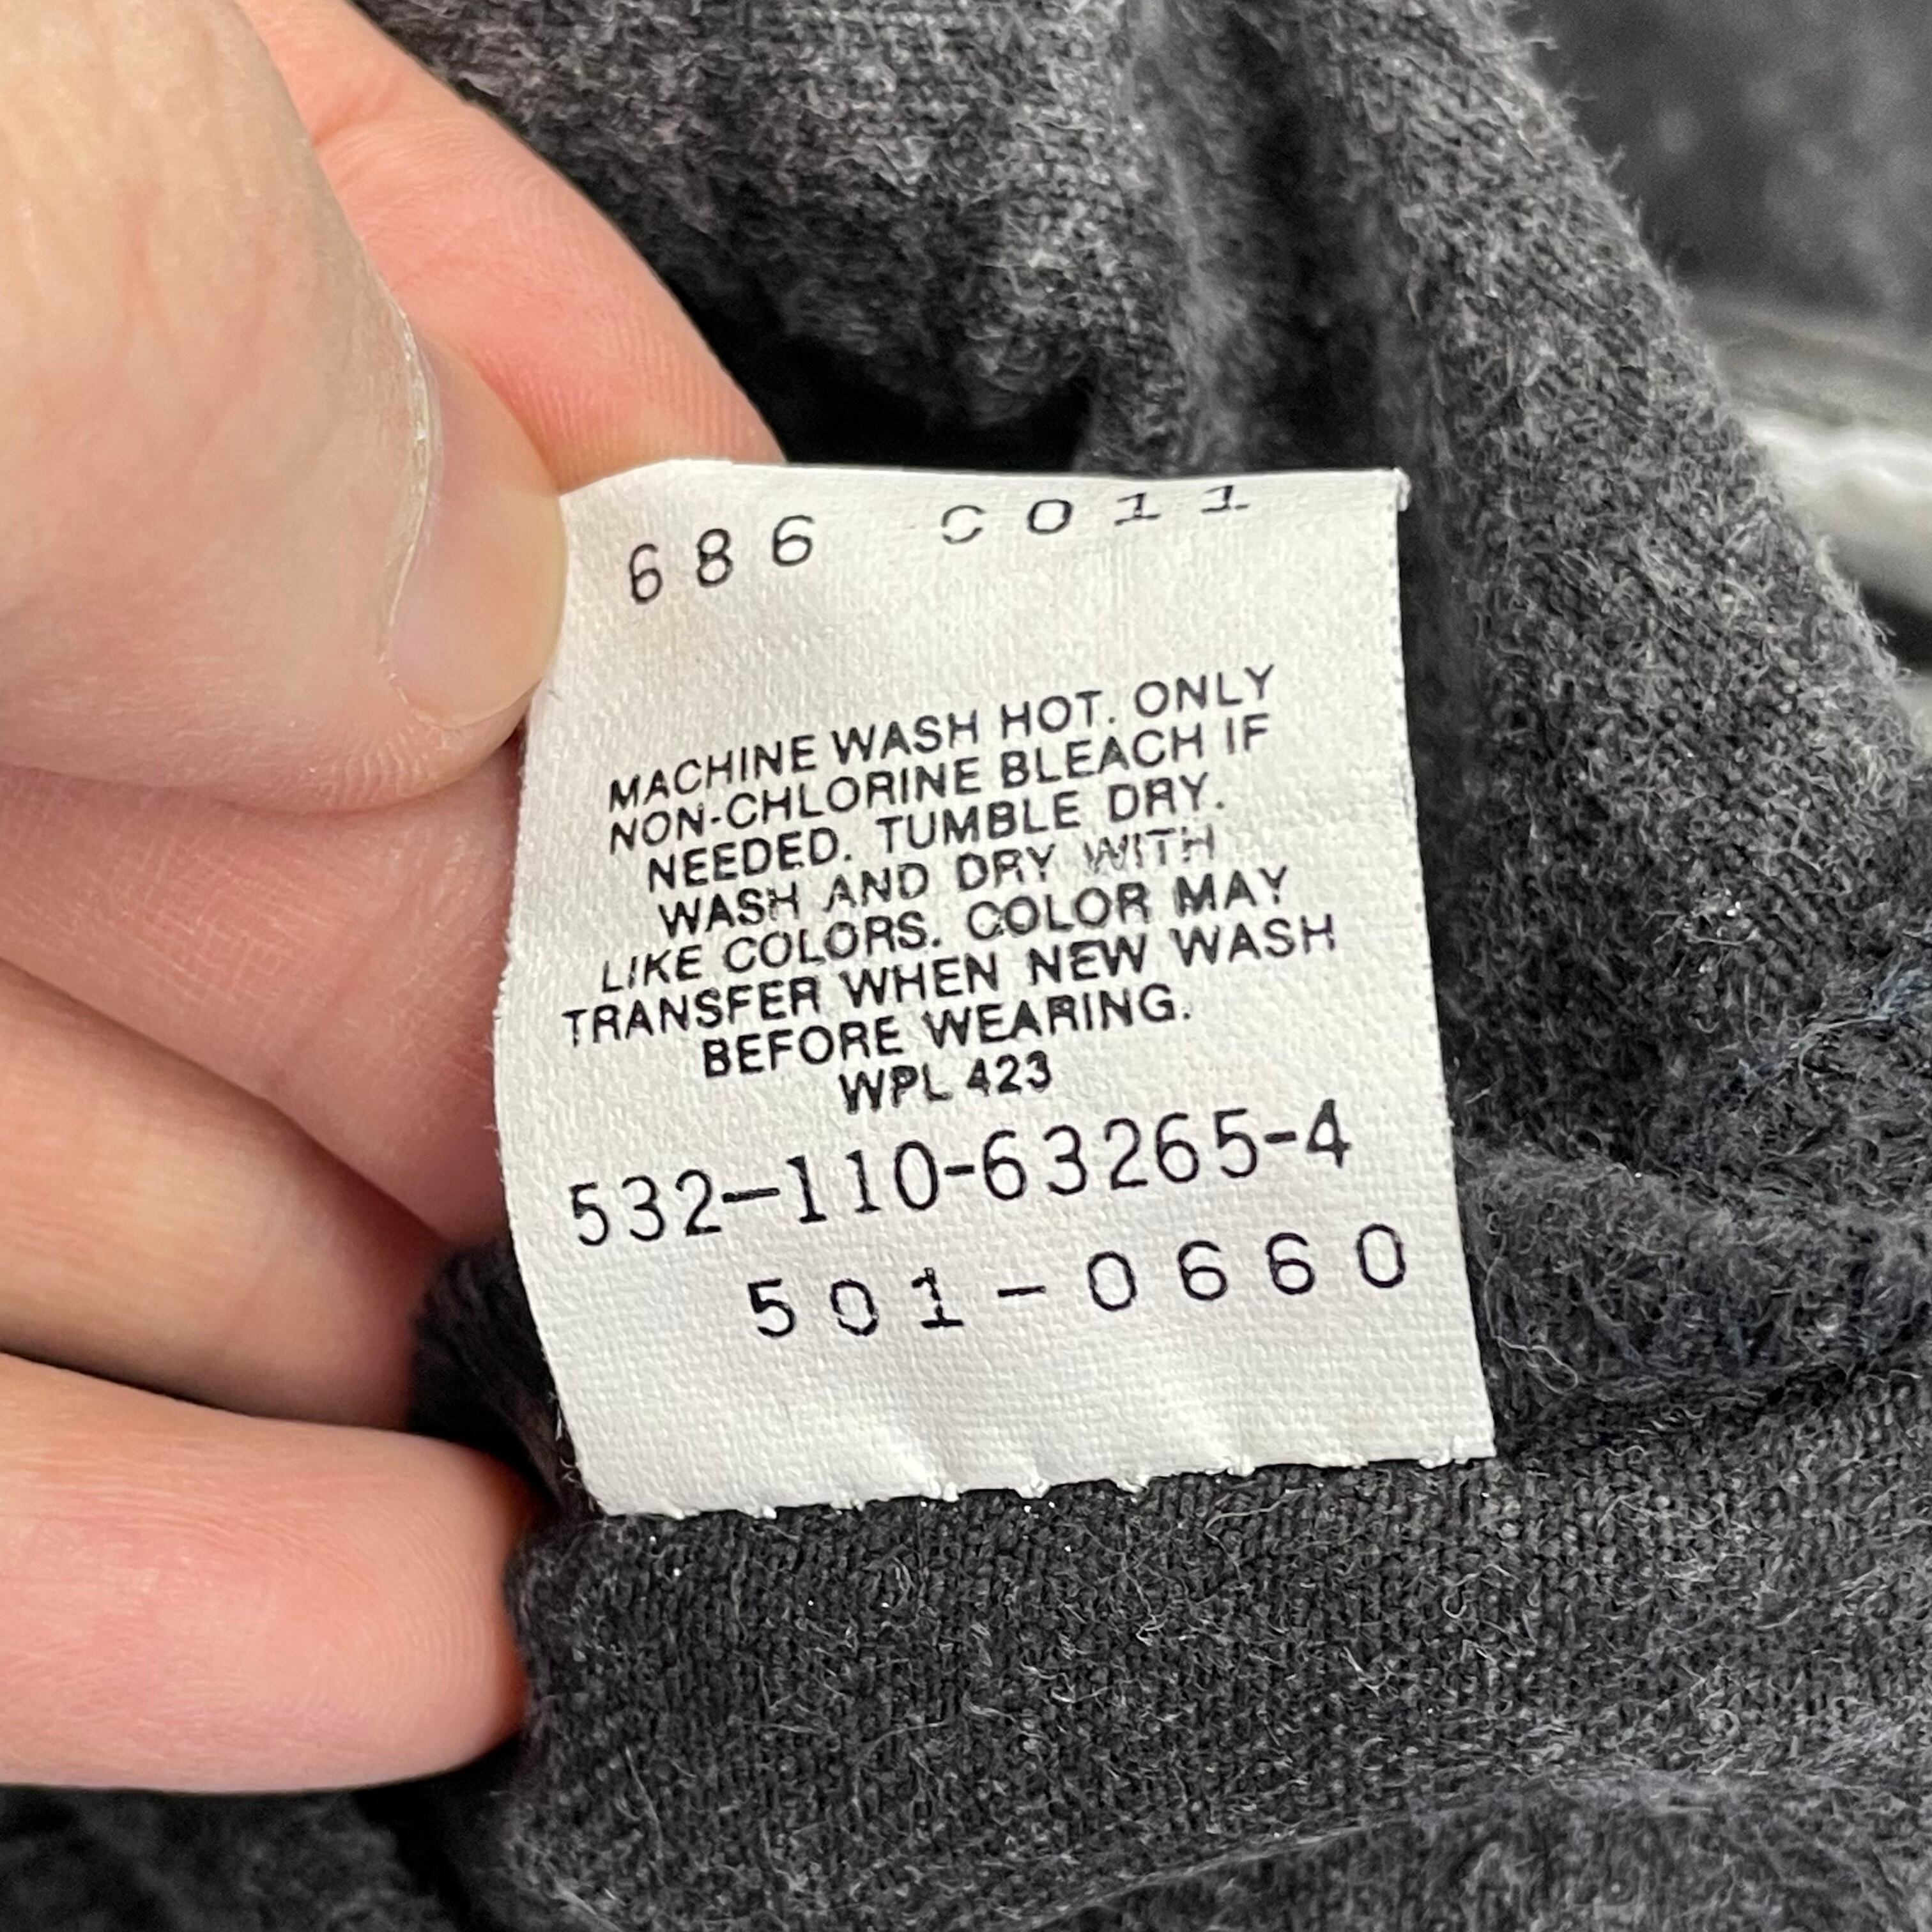 686 C011
MACHINE WASH HOT. ONLY
NON-CHLORINE BLEACH IF
NEEDED. TUMBLE DRY.
WASH AND DRY WITH
LIKE COLORS. COLOR MAY
TRANSFER WHEN NEW WASH
BEFORE WEARING.
WPL 423
532-110-63265-4
501-0660